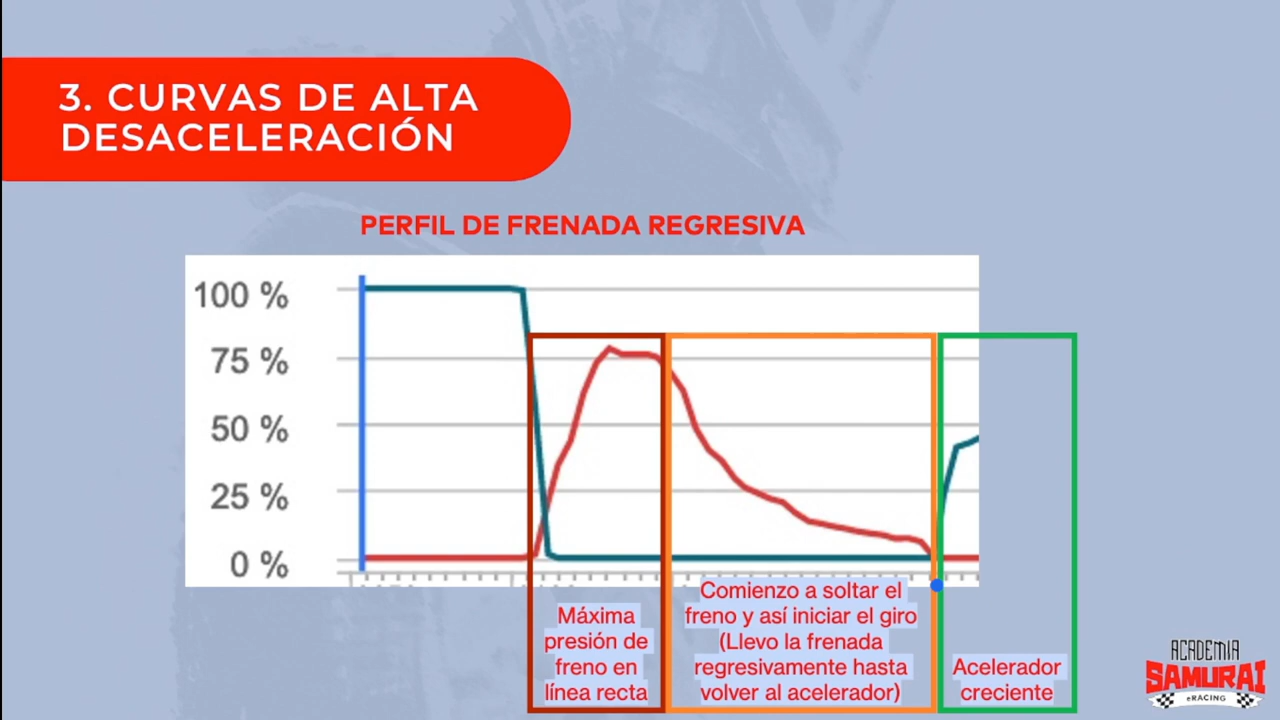 3. CURVAS DE ALTA
DESACELERACIÓN
PERFIL DE FRENADA REGRESIVA
100 %
75 %
50 %
25 %
0 %
Máxima
presión de
freno en
línea recta
Comienzo a soltar el
freno y así iniciar el giro
(Llevo la frenada
regresivamente hasta
volver al acelerador)
Acelerador
creciente
ACADEMIA
SAMURAI
eRACING